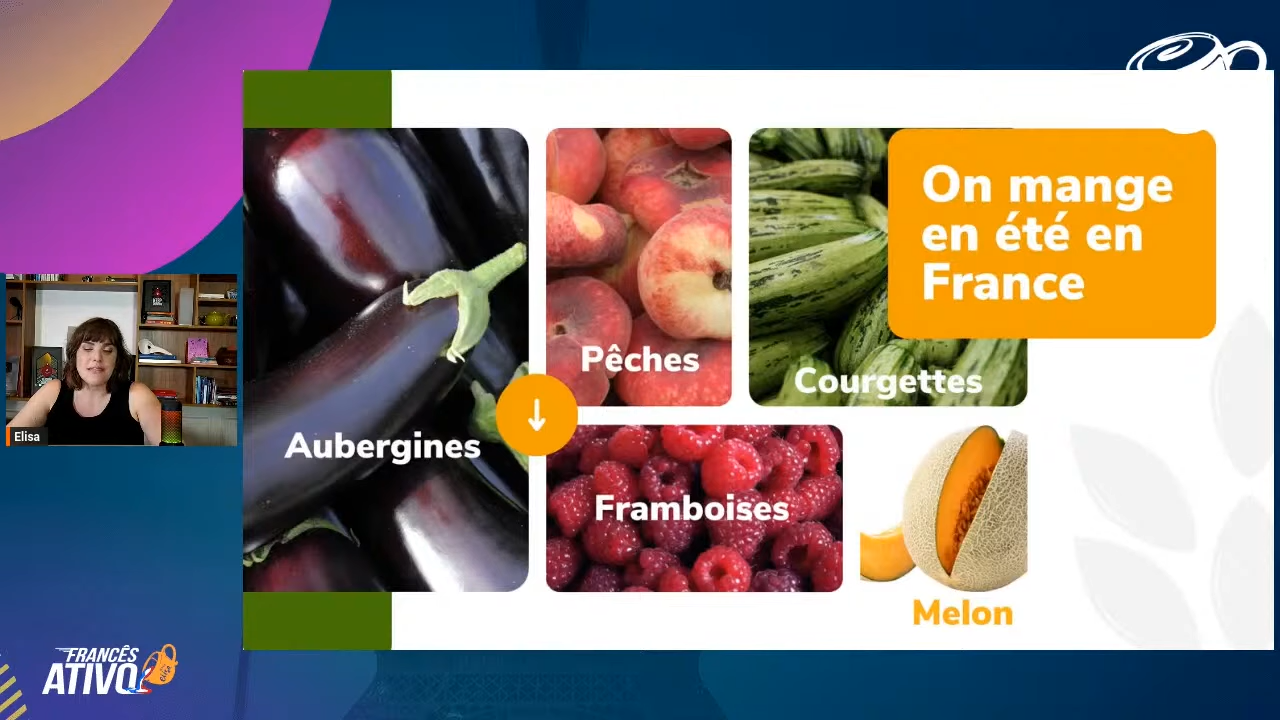 On mange
en été en
France
Pêches
Courgettes
Aubergines
Framboises
Melon
Elisa
FRANCÊS
ATIVO